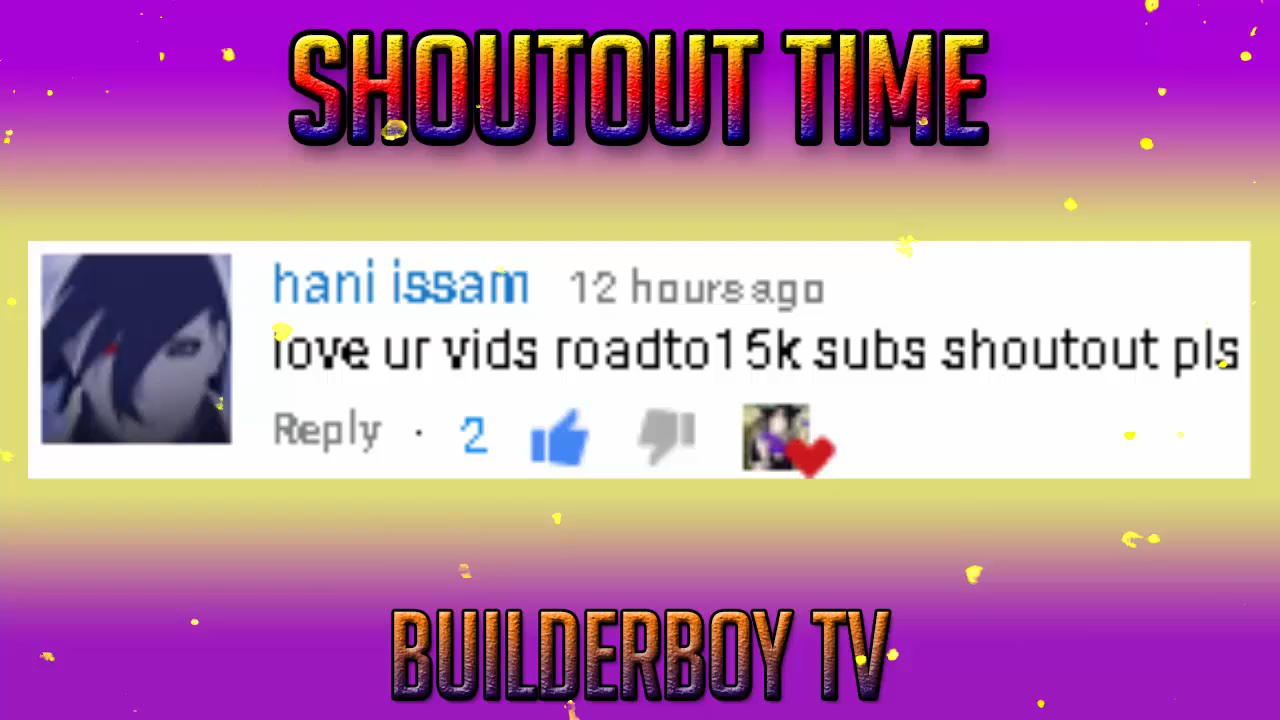 SHOUTOUT TIME
hani issam 12 hours ago
love ur vids roadto15k subs shoutout pls
Reply · 2
BUILDERBOY TV